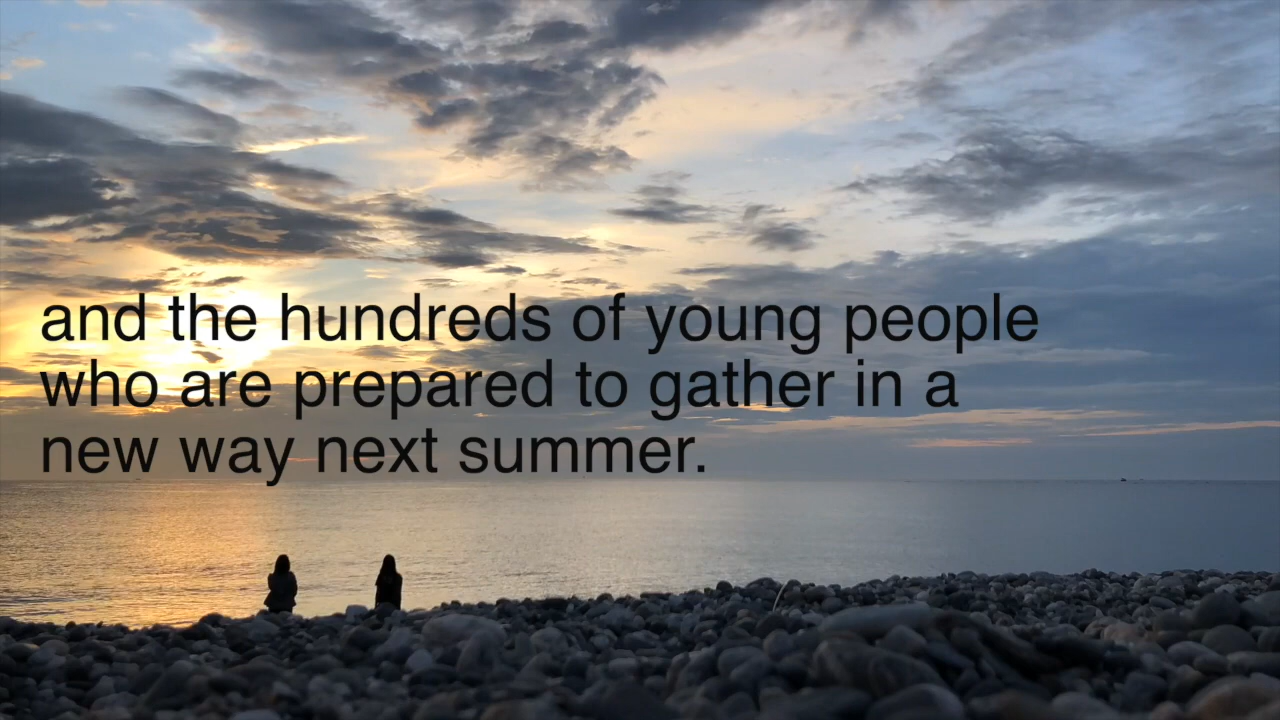 and the hundreds of young people
who are prepared to gather in a
new way next summer.